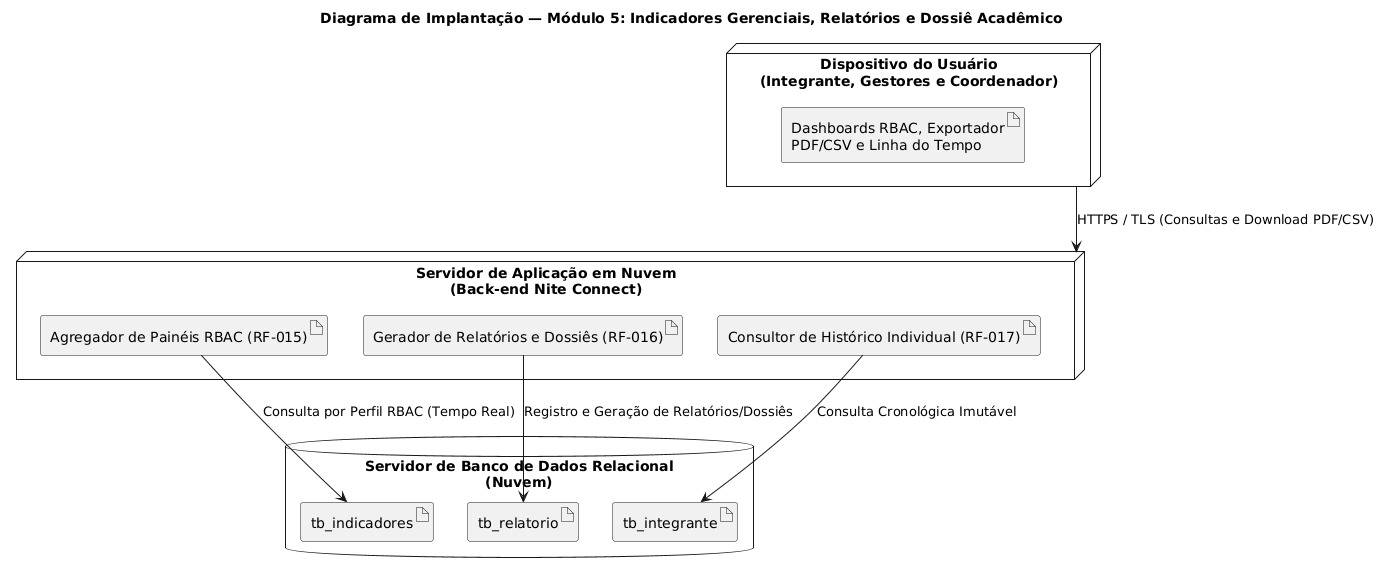 Diagrama de Implantação — Módulo 5: Indicadores Gerenciais, Relatórios e Dossiê Acadêmico
Dispositivo do Usuário
(Integrante, Gestores e Coordenador)
Dashboards RBAC, Exportador
PDF/CSV e Linha do Tempo
HTTPS / TLS (Consultas e Download PDF/CSV)
Servidor de Aplicação em Nuvem
(Back-end Nite Connect)
Agregador de Painéis RBAC (RF-015)
Gerador de Relatórios e Dossiês (RF-016)
Consultor de Histórico Individual (RF-017)
Consulta por Perfil RBAC (Tempo Real)
Registro e Geração de Relatórios/Dossiês
Consulta Cronológica Imutável
Servidor de Banco de Dados Relacional
(Nuvem)
tb_indicadores
tb_relatorio
tb_integrante